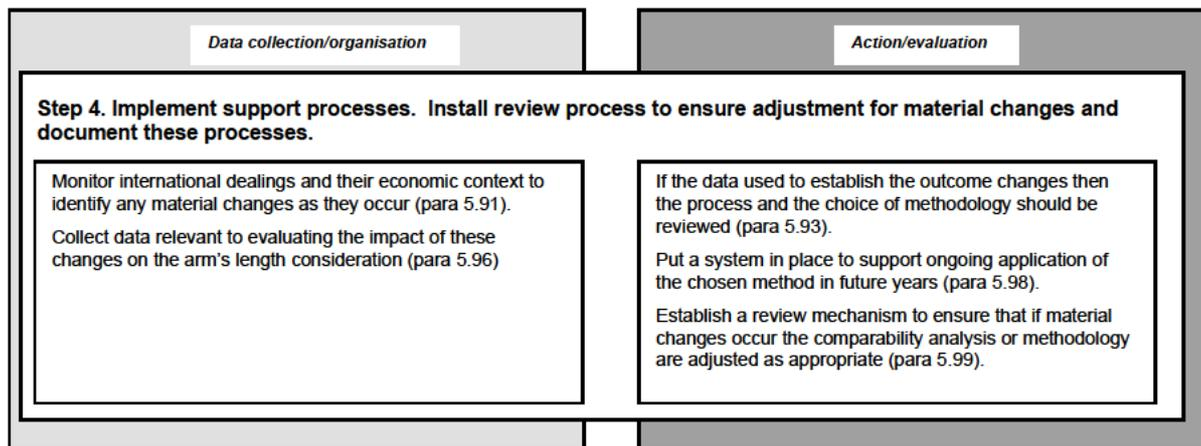 Data collection/organisation
Action/evaluation
Step 4. Implement support processes.  Install review process to ensure adjustment for material changes and
document these processes.
Monitor international dealings and their economic context to
identify any material changes as they occur (para 5.91).
Collect data relevant to evaluating the impact of these
changes on the arm's length consideration (para 5.96)
If the data used to establish the outcome changes then
the process and the choice of methodology should be
reviewed (para 5.93).
Put a system in place to support ongoing application of
the chosen method in future years (para 5.98).
Establish a review mechanism to ensure that if material
changes occur the comparability analysis or methodology
are adjusted as appropriate (para 5.99).